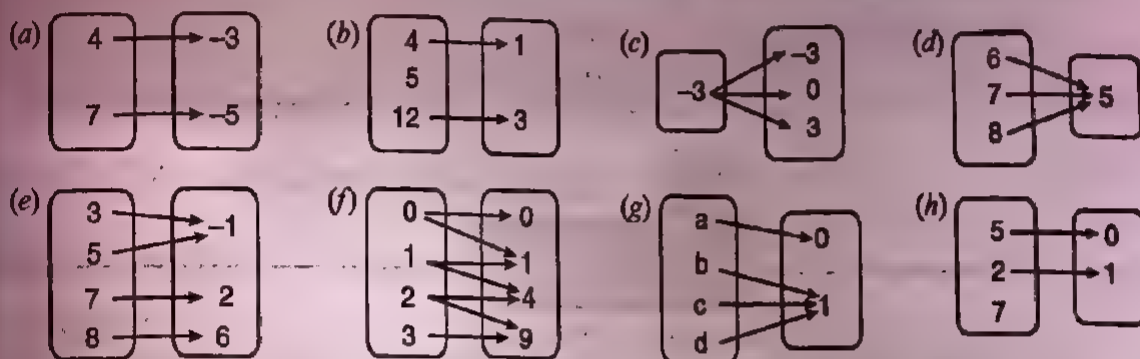 (a) 4 -3 (b) 4 1 (c) -3 -3 (d) 6 5
7 -5 5 0 7
12 3 3 8
(e) 3 -1 (f) 0 0 (g) a 0 (h) 5 0
5 1 1 b 1 2 1
7 2 2 4 c 7
8 6 3 9 d